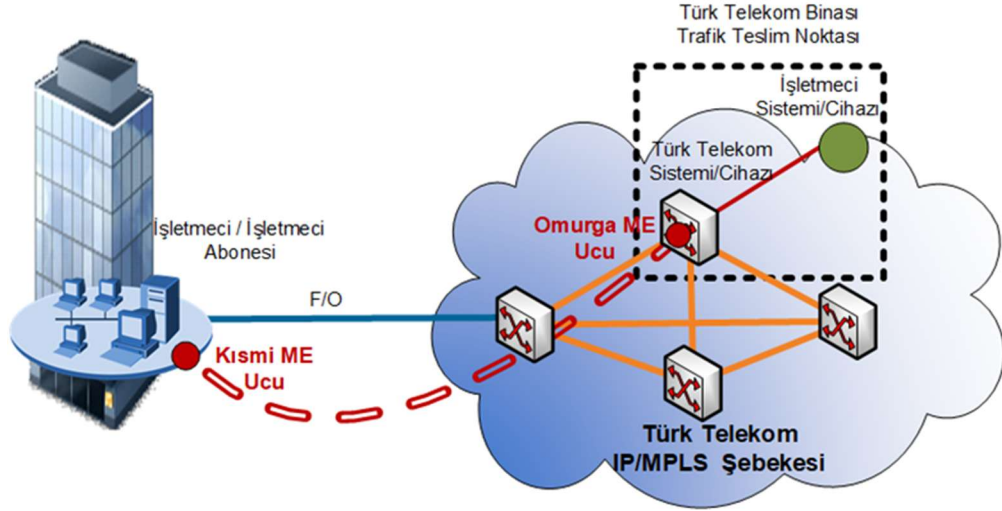 Türk Telekom Binası
Trafik Teslim Noktası
İşletmeci
Sistemi/Cihazı
Türk Telekom
Sistemi/Cihazı
İşletmeci / İşletmeci
Abonesi
Omurga ME
Ucu
F/O
Kısmi ME
Ucu
Türk Telekom
IP/MPLS Şebekesi